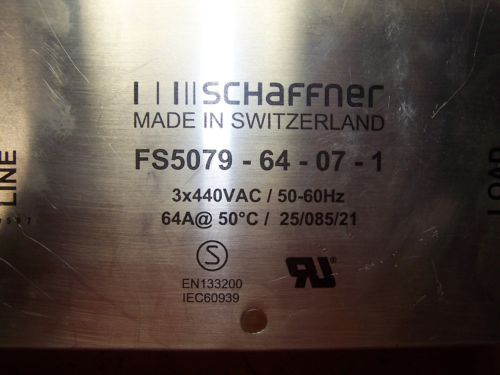 SCHAFFNER
MADE IN SWITZERLAND
FS5079 - 64 - 07 - 1
3x440VAC / 50-60Hz
64A@ 50°C / 25/085/21
S
EN133200
IEC60939
RU
LINE
LOAD